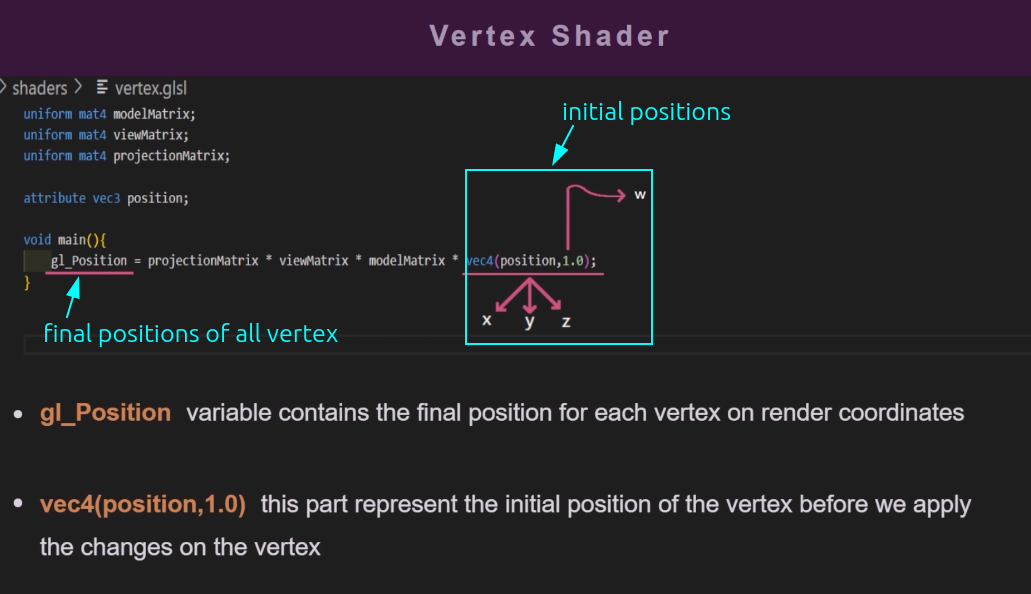 Vertex Shader
shaders > vertex.glsl
uniform mat4 modelMatrix;
initial positions
uniform mat4 viewMatrix;
uniform mat4 projectionMatrix;
attribute vec3 position;
w
void main(){
gl_Position = projectionMatrix * viewMatrix * modelMatrix * vec4(position,1.0);
}
x y z
final positions of all vertex
• gl_Position variable contains the final position for each vertex on render coordinates
• vec4(position,1.0) this part represent the initial position of the vertex before we apply
the changes on the vertex